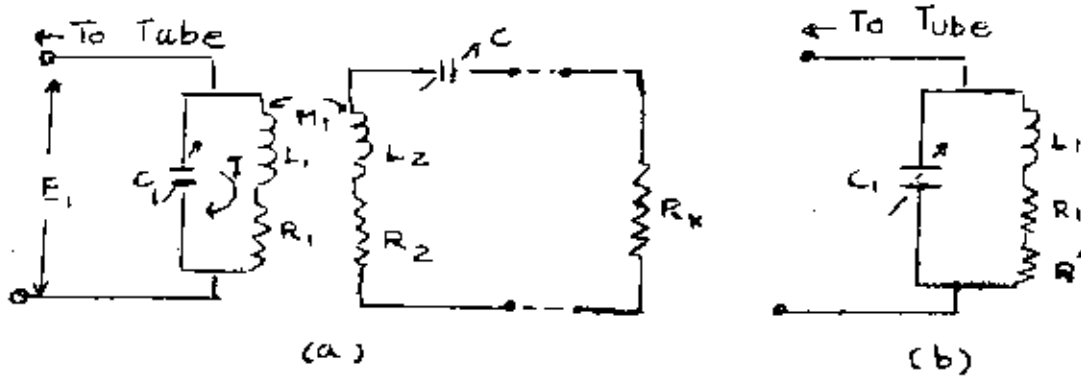 To Tube
C
To Tube
M₁
E₁
C₁
I
L₁
R₁
L₂
R₂
Rₓ
C₁
L₁
R₁
R'
(a)
(b)